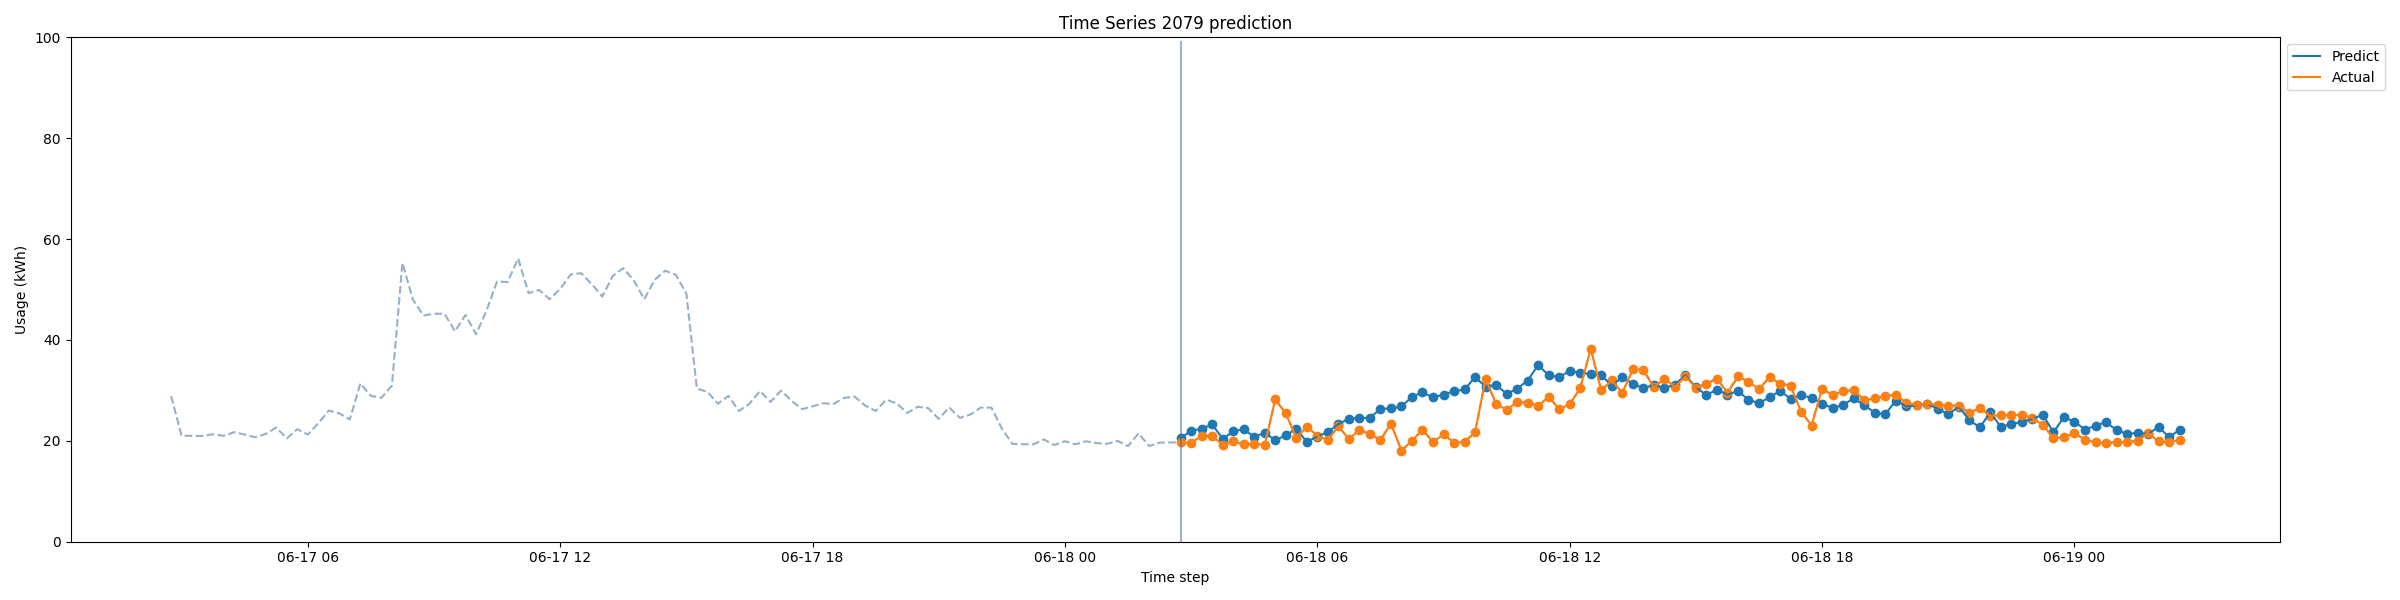 Time Series 2079 prediction
100
80
60
40
20
0
Usage (kWh)
06-17 06
06-17 12
06-17 18
06-18 00
06-18 06
06-18 12
06-18 18
06-19 00
Time step
Predict
Actual